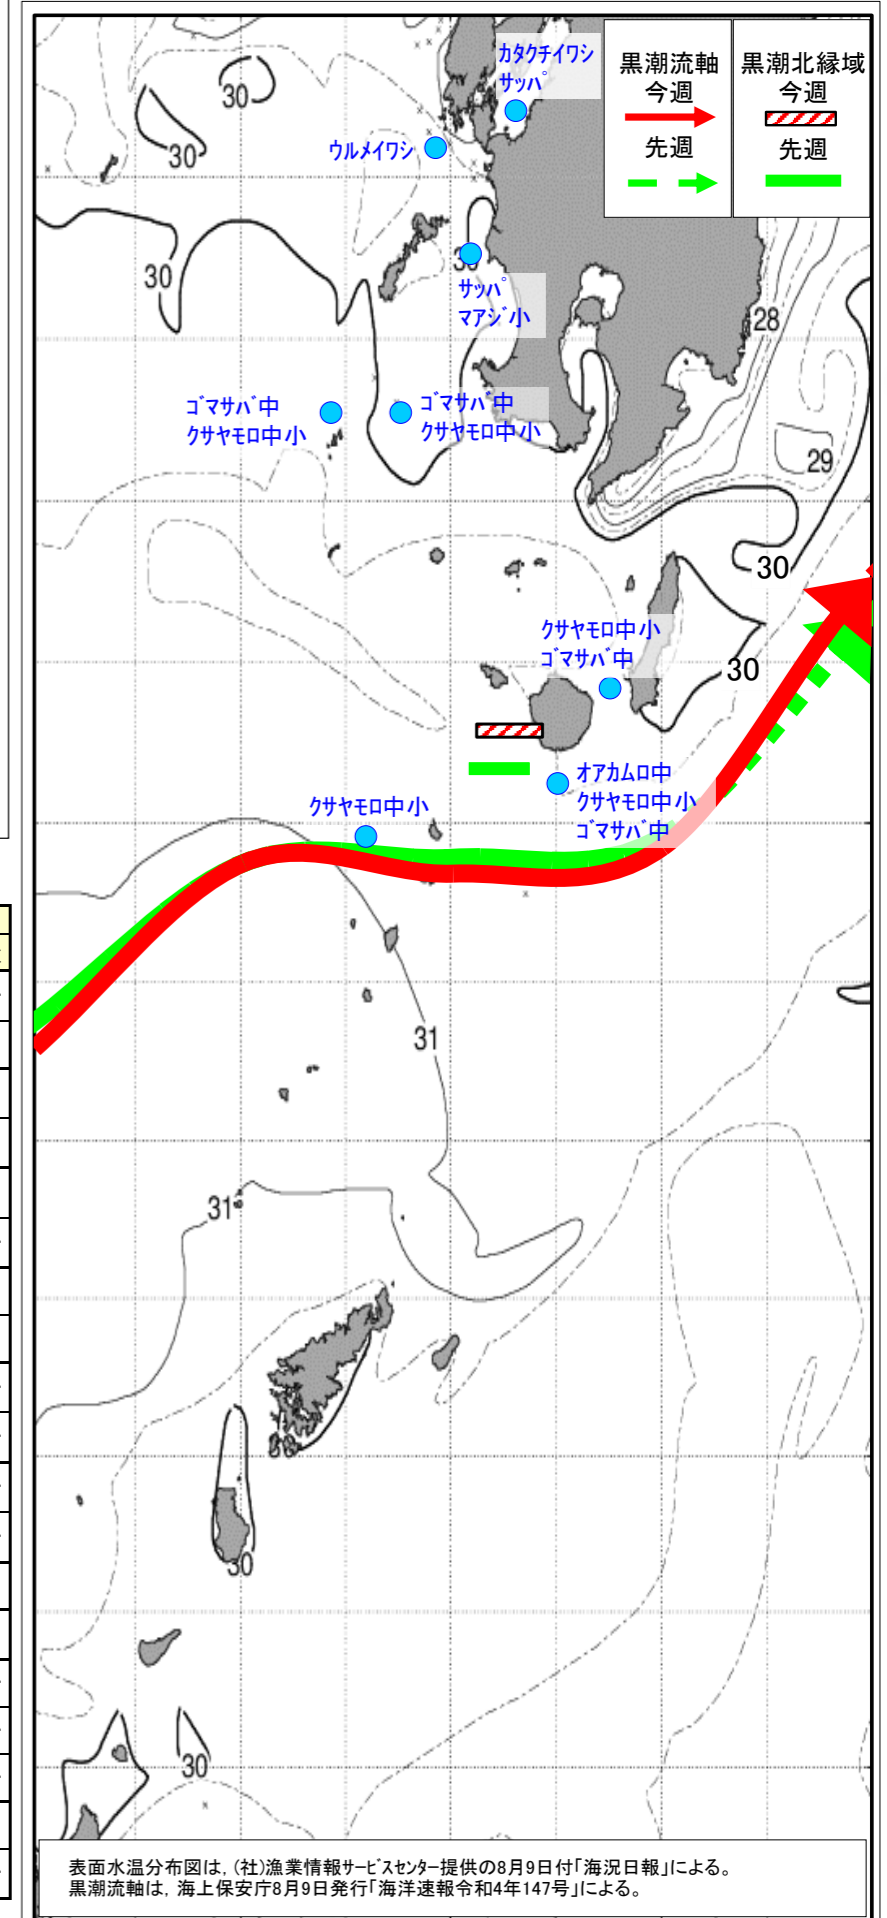 カタクチイワシ
サッパ
黒潮流軸
今週
先週
黒潮北縁域
今週
先週
30
30
ウルメイワシ
30
30
サッパ
マアジ小
28
ゴマサバ中
クサヤモロ中小
ゴマサバ中
クサヤモロ中小
29
30
クサヤモロ中小
ゴマサバ中
30
オアカムロ中
クサヤモロ中小
ゴマサバ中
クサヤモロ中小
31
31
30
30
表面水温分布図は, (社)漁業情報サービスセンター提供の8月9日付「海況日報」による。
黒潮流軸は, 海上保安庁8月9日発行「海洋速報令和4年147号」による。